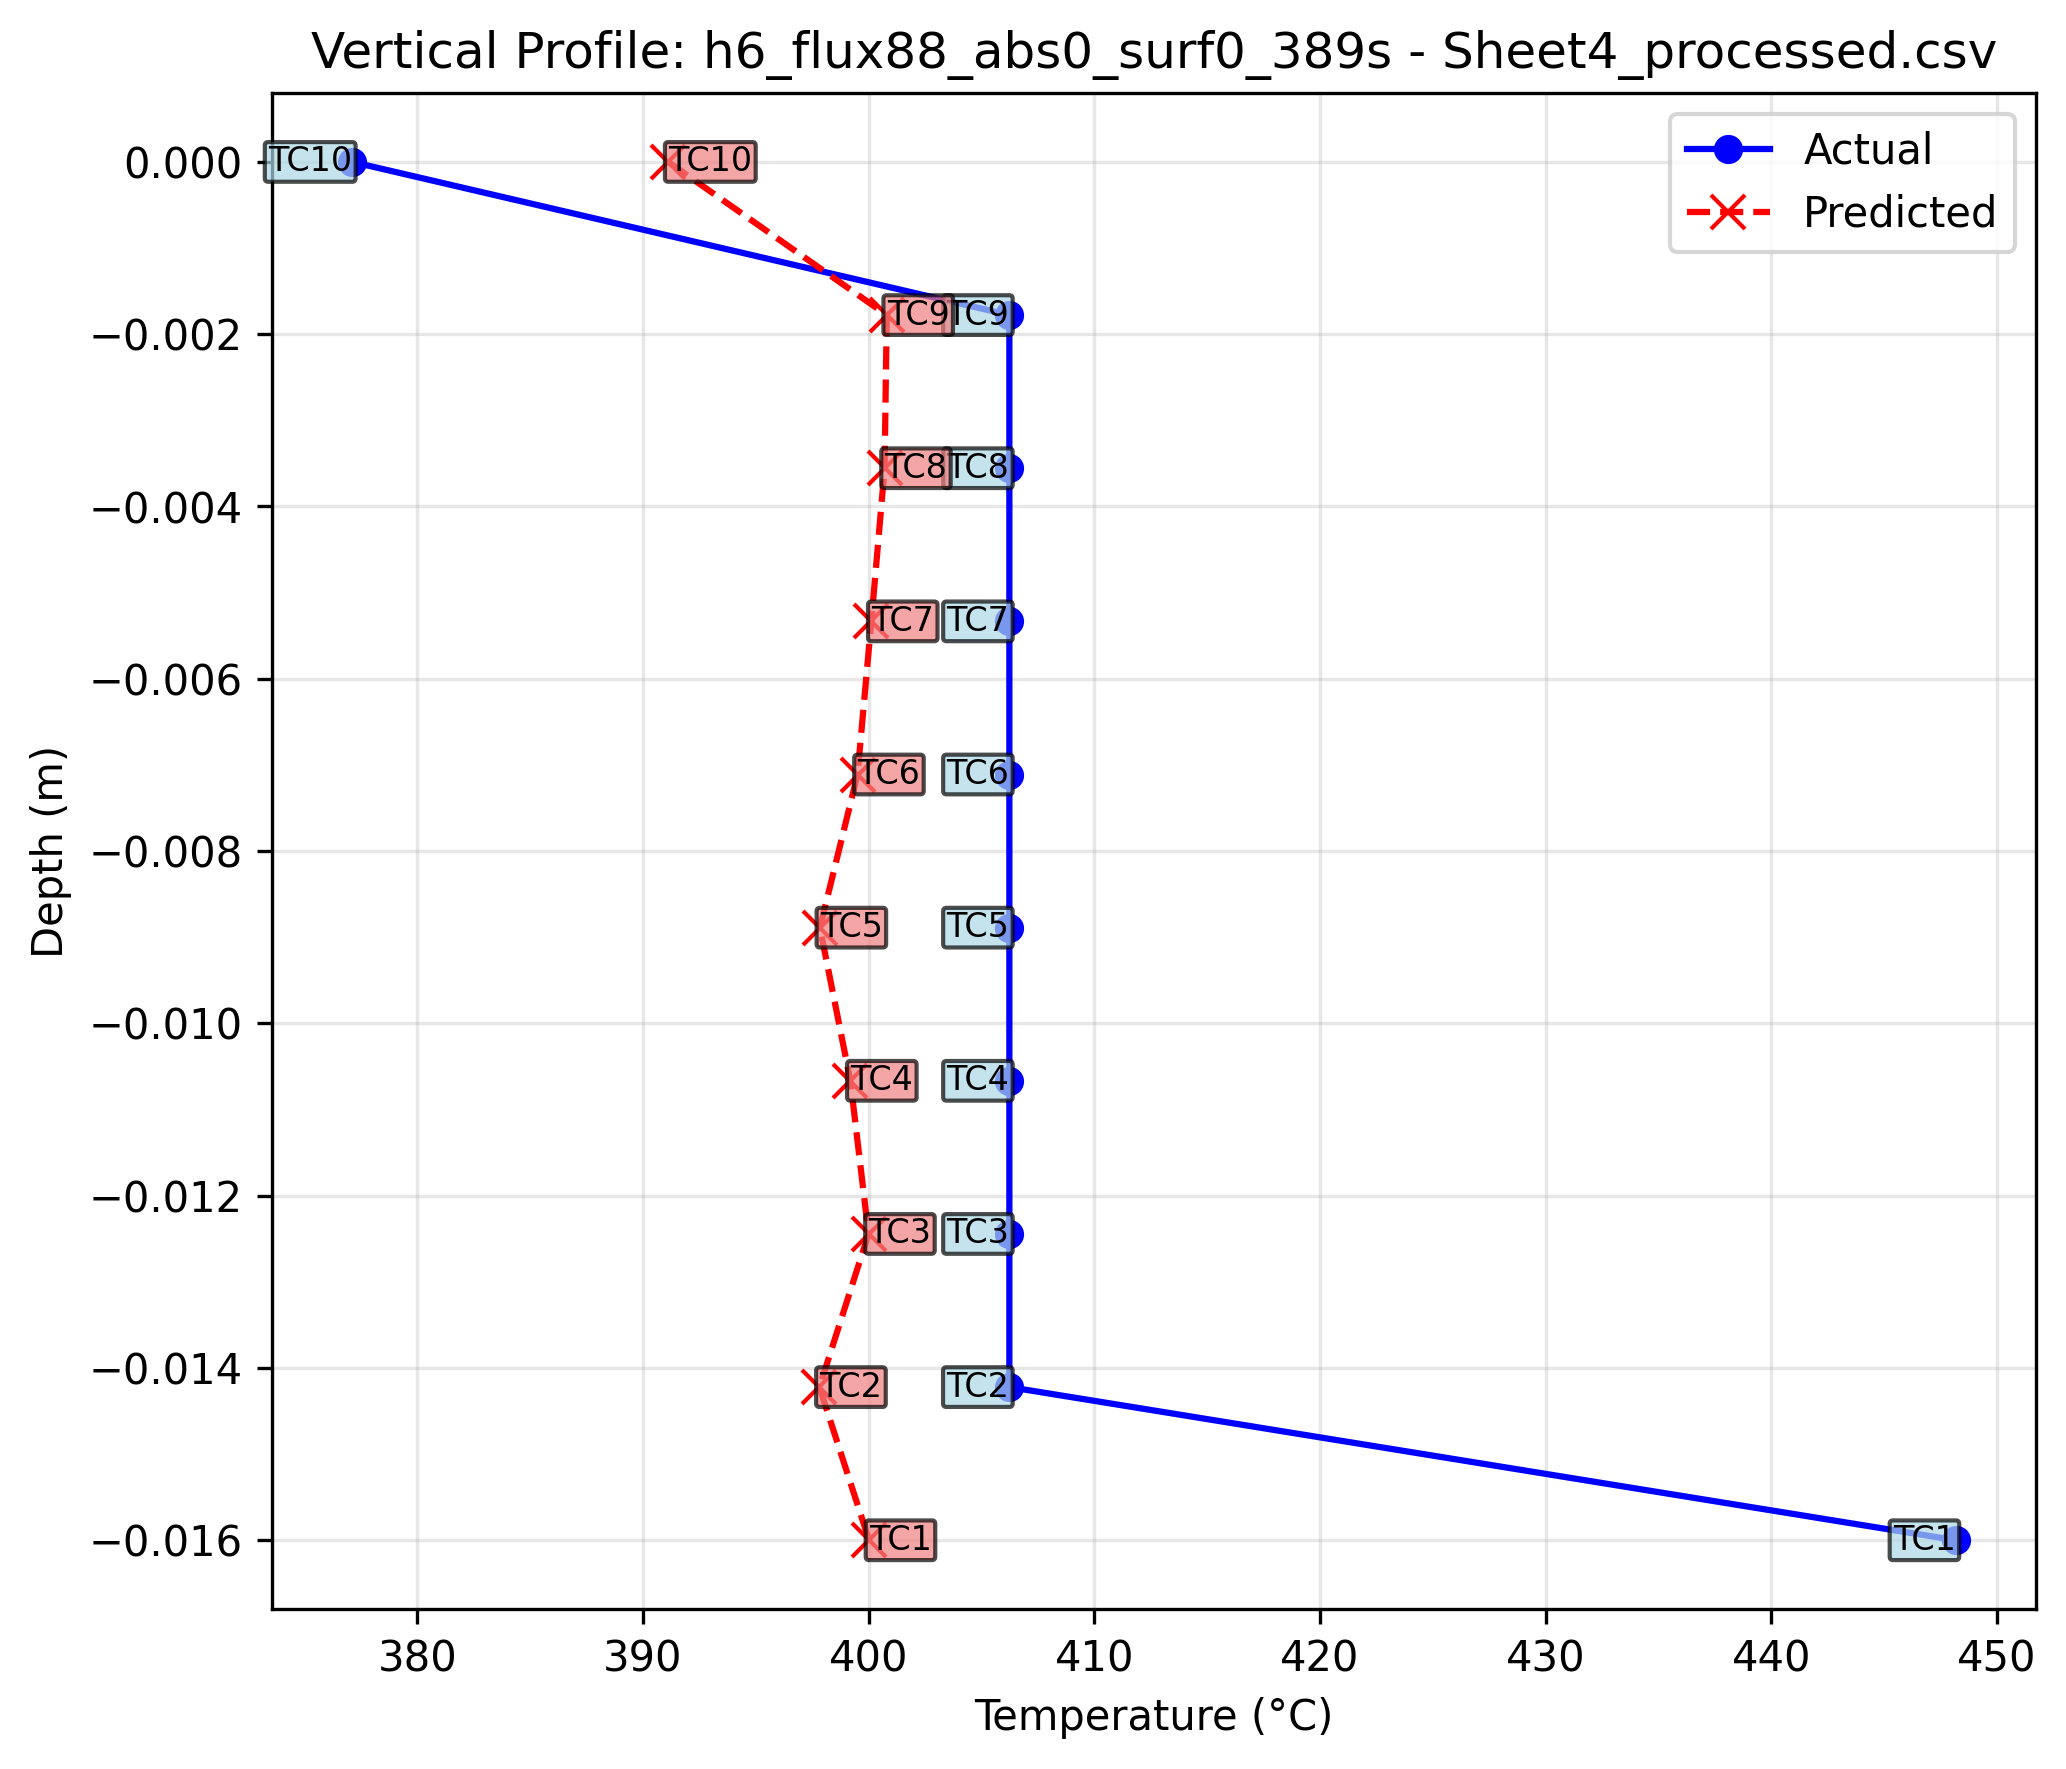 Vertical Profile: h6_flux88_abs0_surf0_389s - Sheet4_processed.csv
Actual
Predicted
0.000
−0.002
−0.004
−0.006
−0.008
−0.010
−0.012
−0.014
−0.016
Depth (m)
TC10 TC10
TC9 TC9
TC8 TC8
TC7 TC7
TC6 TC6
TC5 TC5
TC4 TC4
TC3 TC3
TC2 TC2
TC1 TC1
380 390 400 410 420 430 440 450
Temperature (°C)